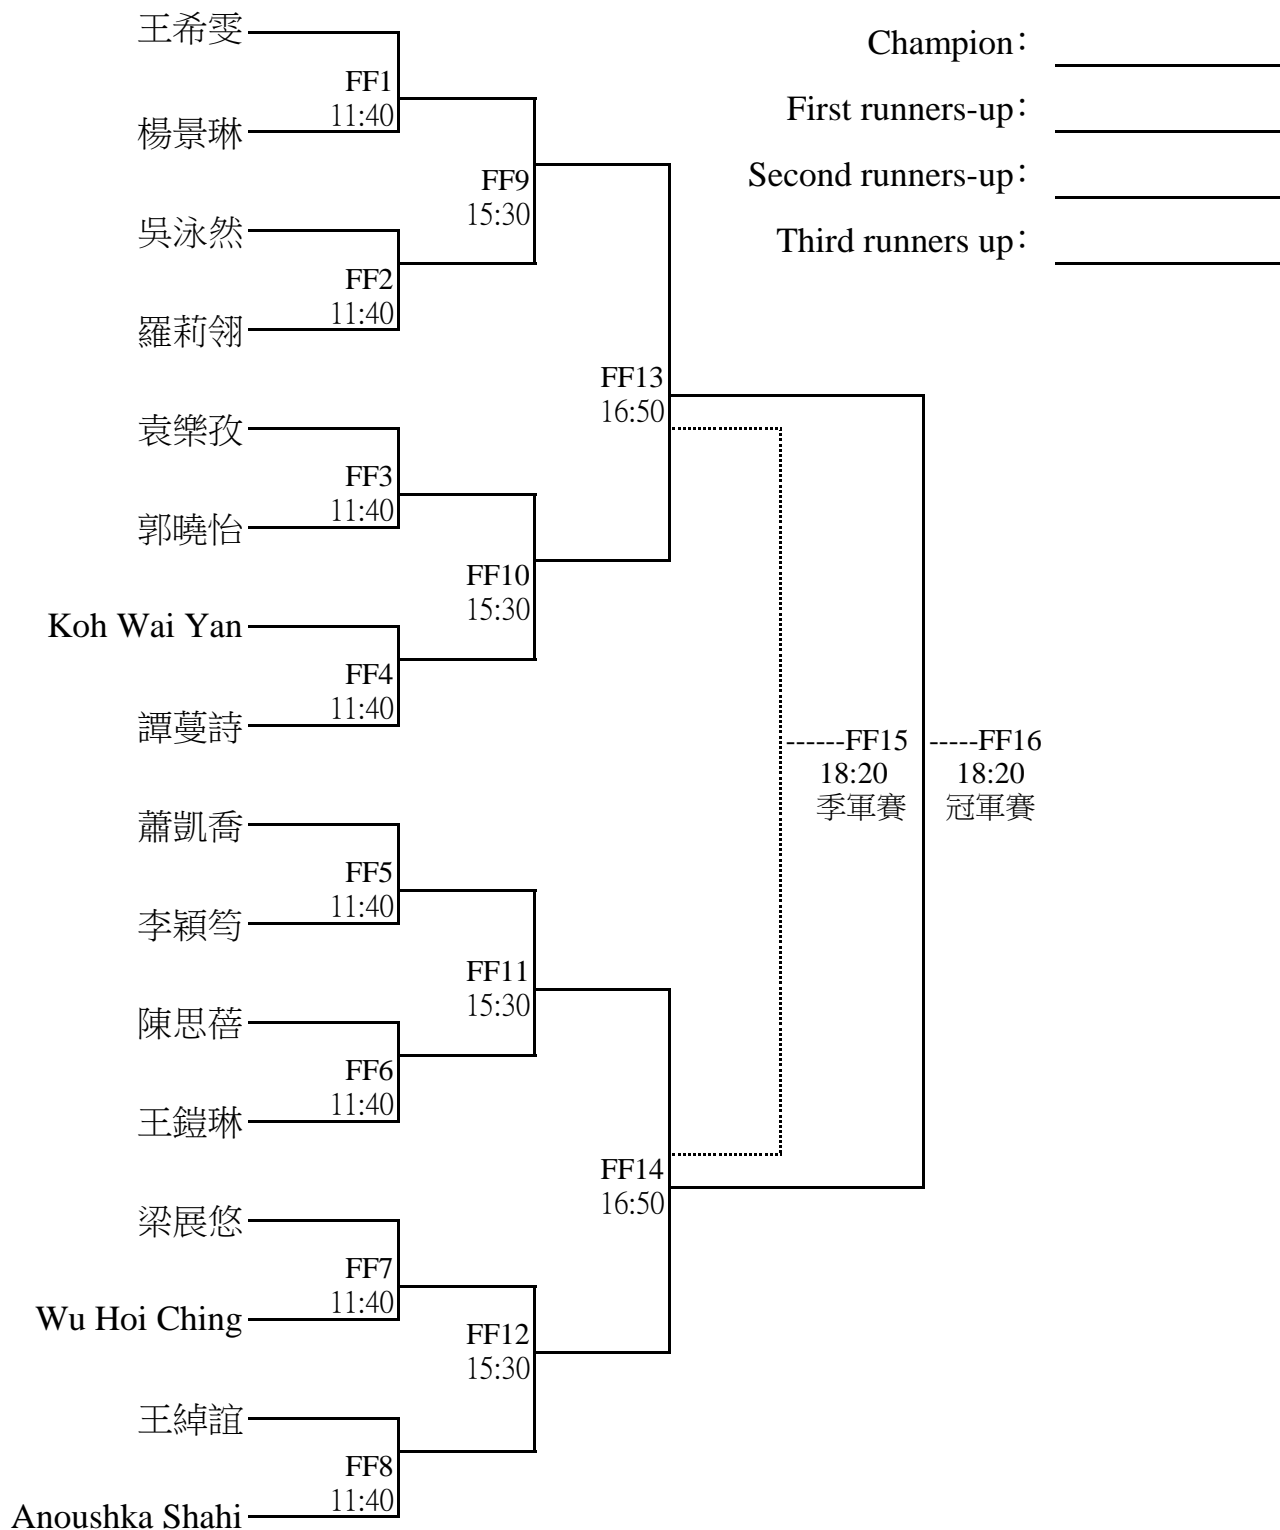 王希雯
Champion：
FF1
11:40
First runners-up：
楊景琳
FF9
15:30
Second runners-up：
吳泳然
Third runners up：
FF2
11:40
羅莉翎
FF13
16:50
袁樂孜
FF3
11:40
郭曉怡
FF10
15:30
Koh Wai Yan
FF4
11:40
譚蔓詩
------FF15
18:20
季軍賽
-----FF16
18:20
冠軍賽
蕭凱喬
FF5
11:40
李穎笉
FF11
15:30
陳思蓓
FF6
11:40
王鎧琳
FF14
16:50
梁展悠
FF7
11:40
Wu Hoi Ching
FF12
15:30
王綽誼
FF8
11:40
Anoushka Shahi